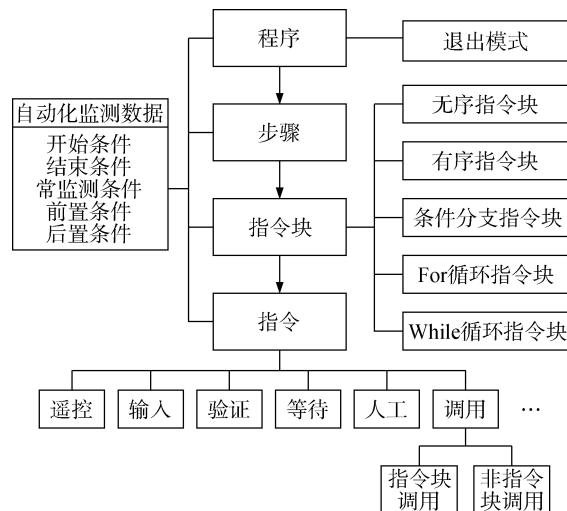 程序
退出模式
自动化监测数据
开始条件
结束条件
常监测条件
前置条件
后置条件
步骤
指令块
指令
无序指令块
有序指令块
条件分支指令块
For循环指令块
While循环指令块
遥控
输入
验证
等待
人工
调用
…
指令块
调用
非指令
块调用